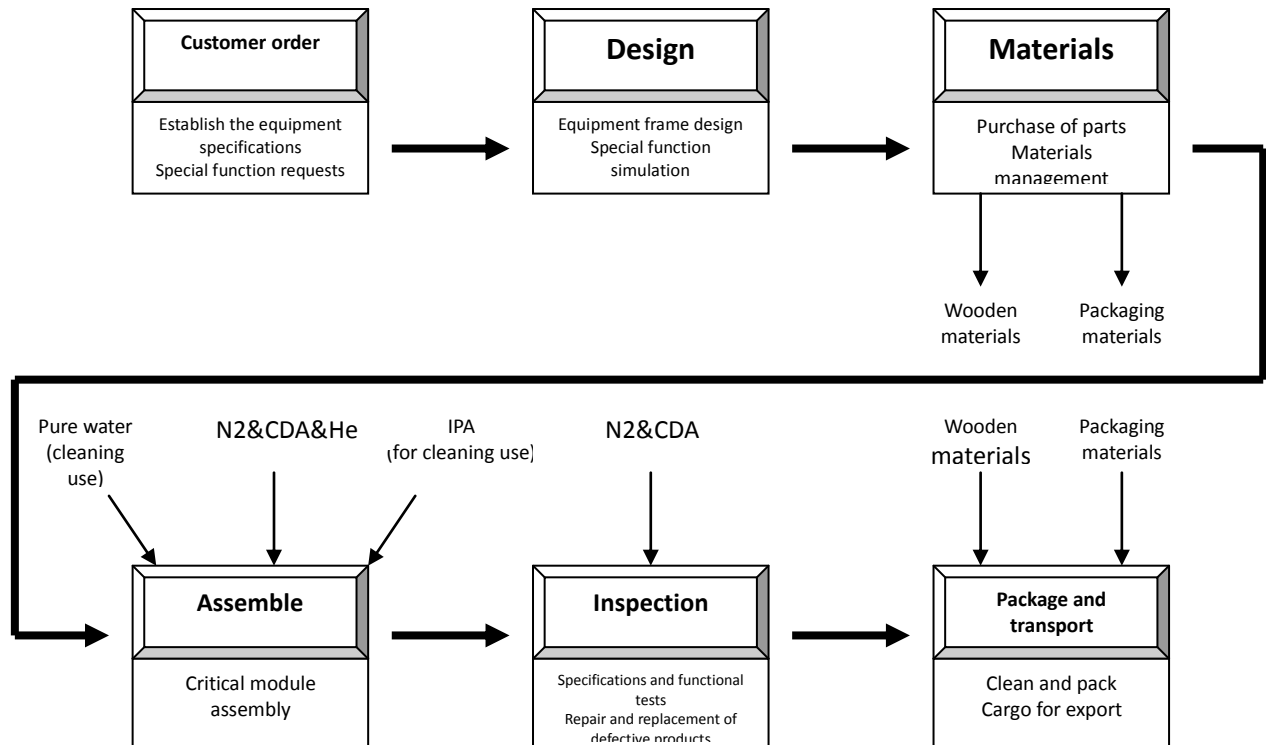 Customer order
Establish the equipment
specifications
Special function requests
Design
Equipment frame design
Special function
simulation
Materials
Purchase of parts
Materials
management
Wooden
materials
Packaging
materials
Pure water
(cleaning
use)
N2&CDA&He
IPA
(for cleaning use)
N2&CDA
Wooden
materials
Packaging
materials
Assemble
Critical module
assembly
Inspection
Specifications and functional
tests
Repair and replacement of
defective products
Package and
transport
Clean and pack
Cargo for export